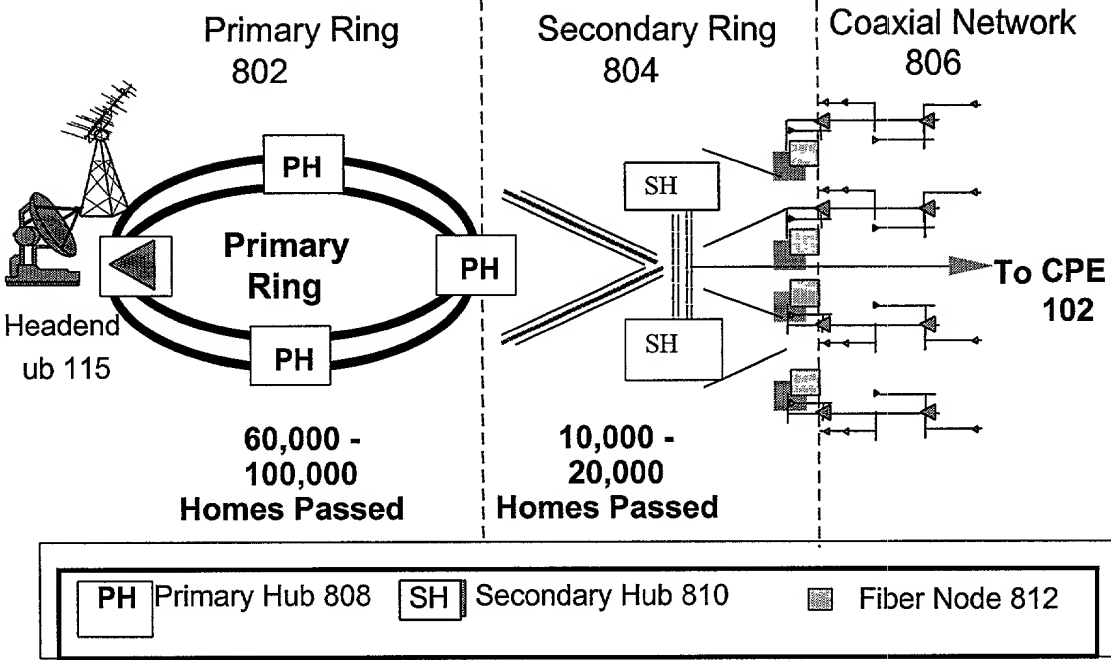 Primary Ring
802
Secondary Ring
804
Coaxial Network
806
PH
Primary
Ring
PH
PH
SH
SH
To CPE
102
Headend
ub 115
60,000 -
100,000
Homes Passed
10,000 -
20,000
Homes Passed
PH Primary Hub 808
SH Secondary Hub 810
Fiber Node 812